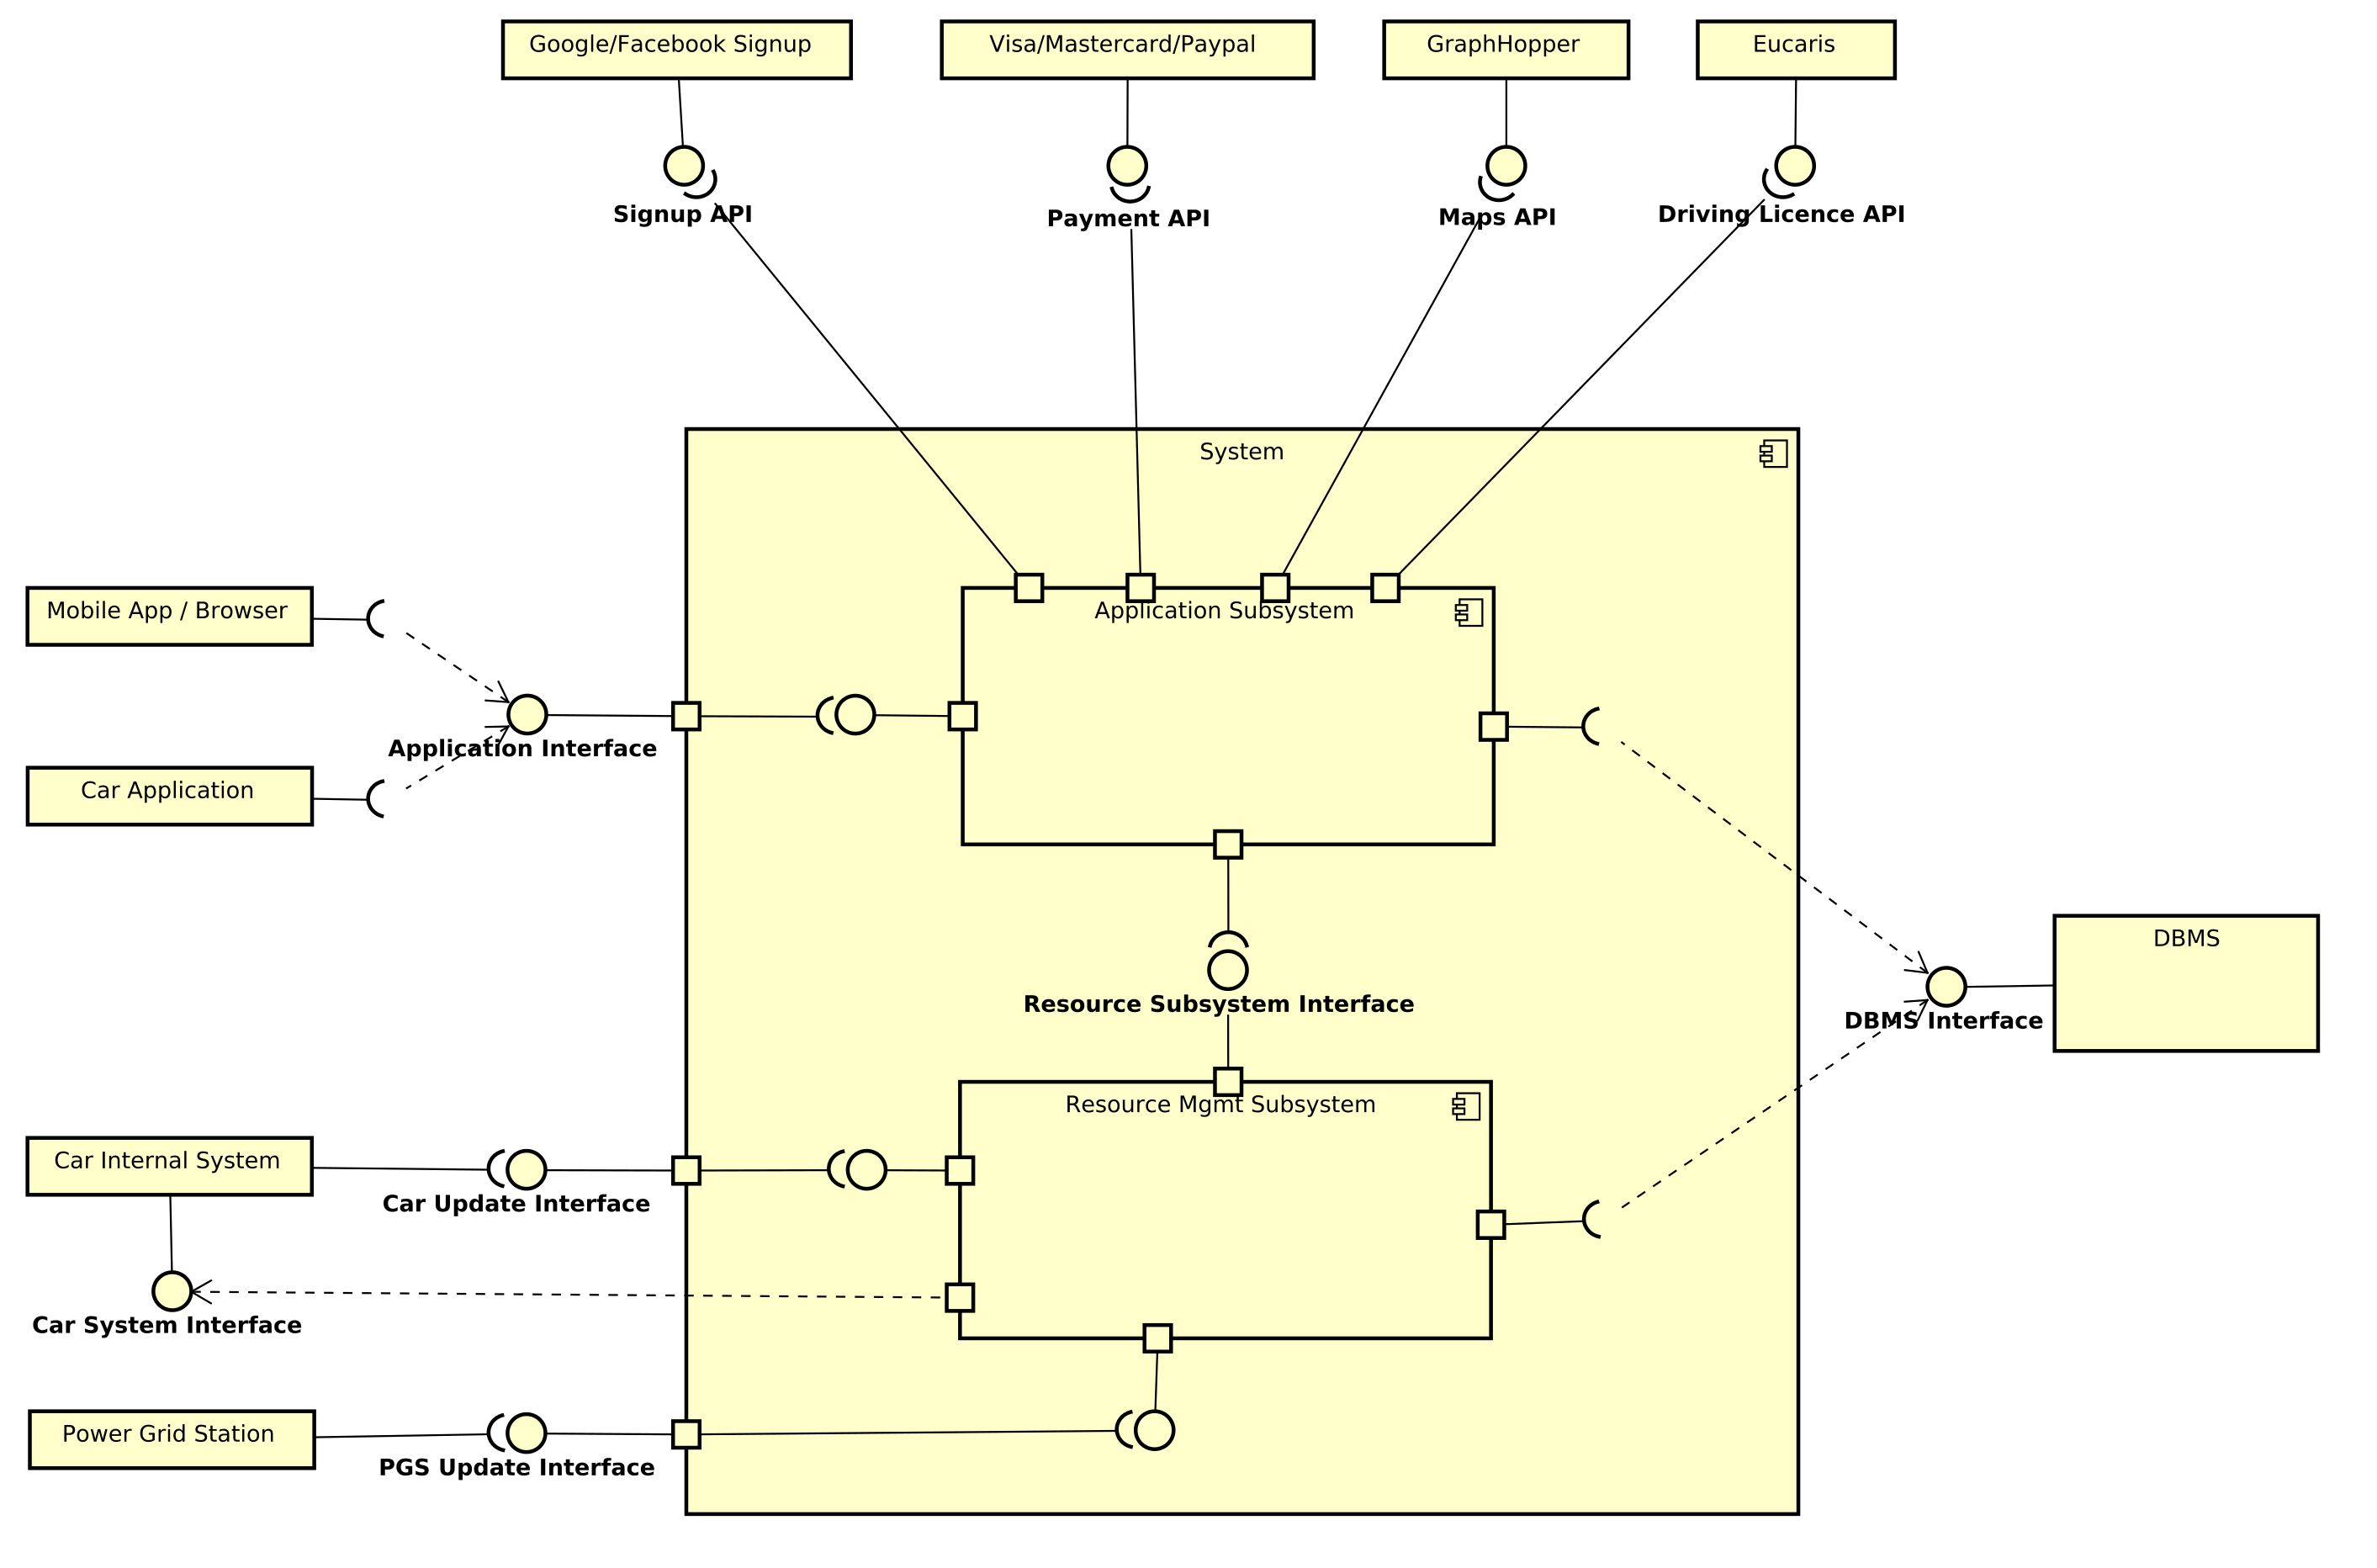 Google/Facebook Signup
Visa/Mastercard/Paypal
GraphHopper
Eucaris
Signup API
Payment API
Maps API
Driving Licence API
System
Mobile App / Browser
Application Subsystem
Application Interface
Car Application
DBMS
Resource Subsystem Interface
DBMS Interface
Resource Mgmt Subsystem
Car Internal System
Car Update Interface
Car System Interface
Power Grid Station
PGS Update Interface